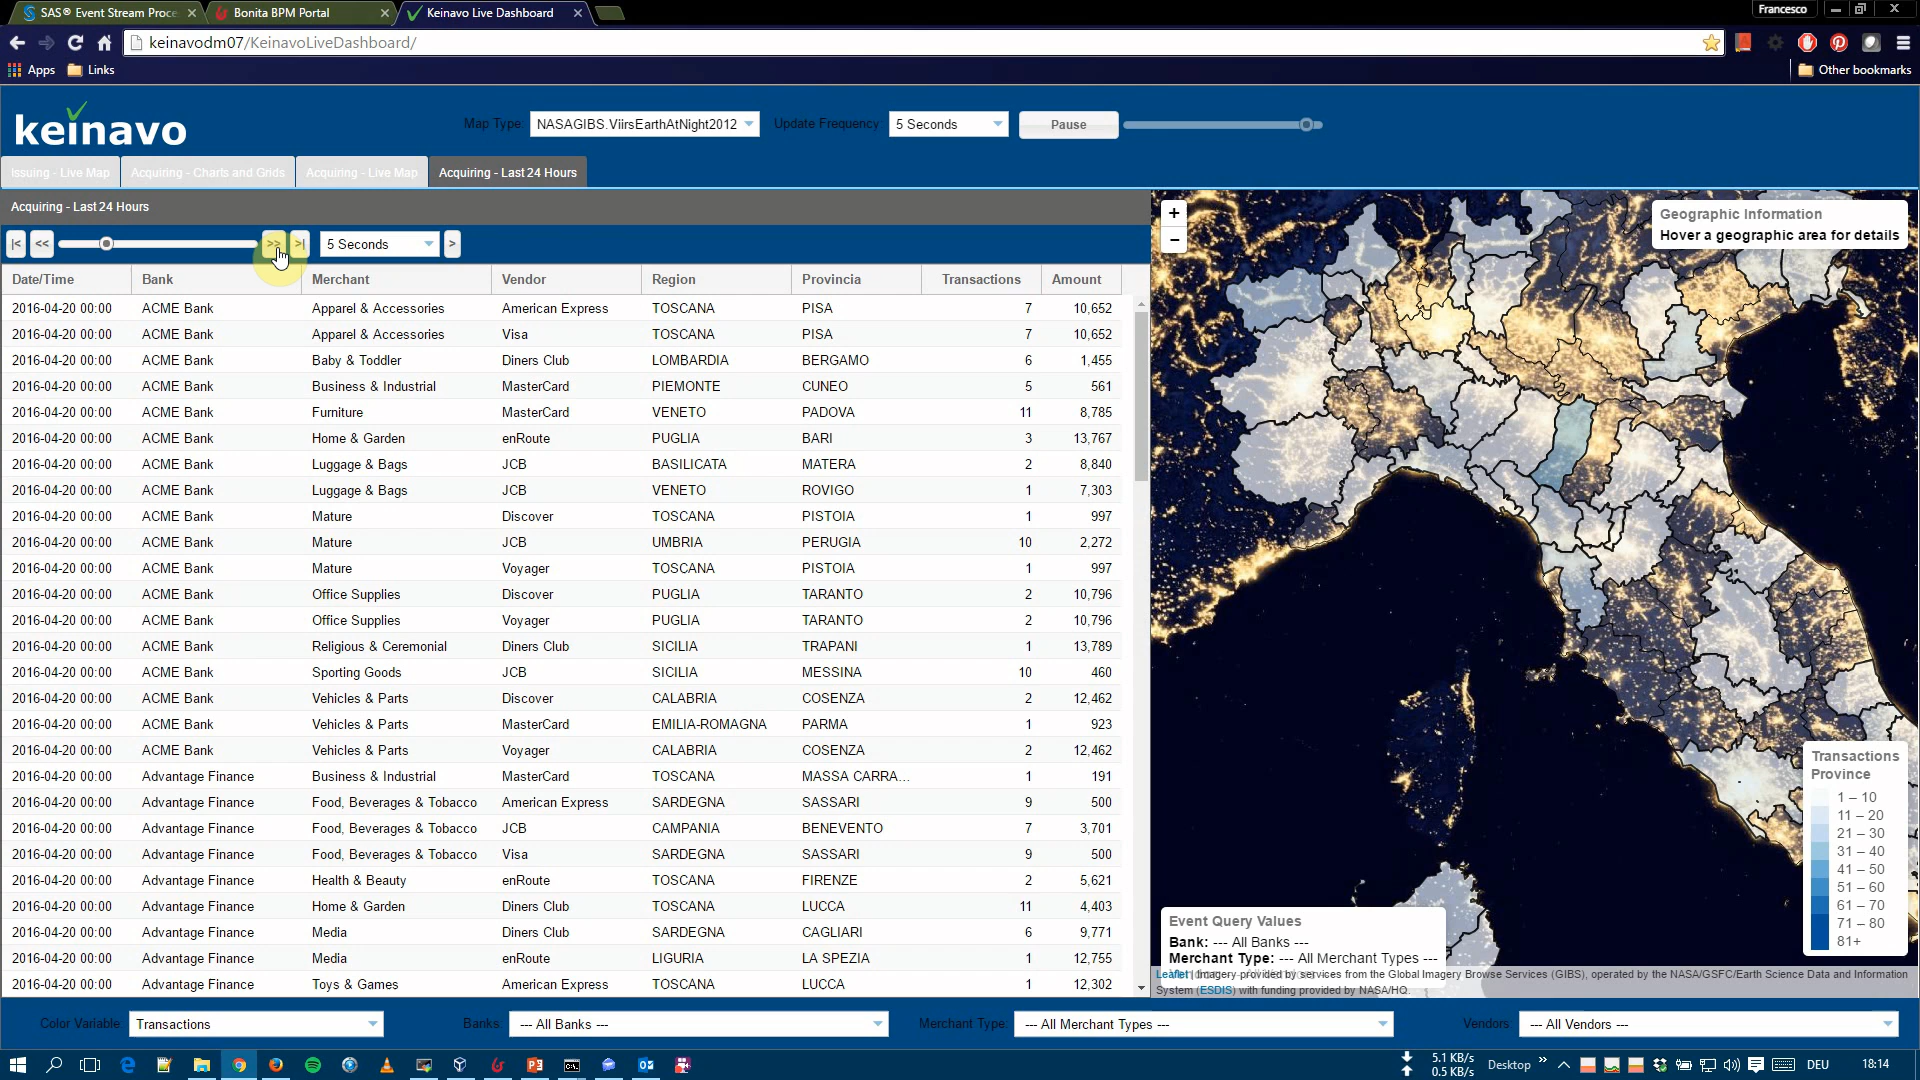 SAS® Event Stream Proce
Bonita BPM Portal
Keinavo Live Dashboard
Francesco
keinavodm07/KeinavoLiveDashboard/
Apps
Links
Other bookmarks
keinavo
Map Type:
NASAGIBS.ViirsEarthAtNight2012
Update Frequency:
5 Seconds
Pause
Issuing - Live Map
Acquiring - Charts and Grids
Acquiring - Live Map
Acquiring - Last 24 Hours
Acquiring - Last 24 Hours
|< << >> >| 5 Seconds >
Date/Time Bank Merchant Vendor Region Provincia Transactions Amount
2016-04-20 00:00 ACME Bank Apparel & Accessories American Express TOSCANA PISA 7 10,652
2016-04-20 00:00 ACME Bank Apparel & Accessories Visa TOSCANA PISA 7 10,652
2016-04-20 00:00 ACME Bank Baby & Toddler Diners Club LOMBARDIA BERGAMO 6 1,455
2016-04-20 00:00 ACME Bank Business & Industrial MasterCard PIEMONTE CUNEO 5 561
2016-04-20 00:00 ACME Bank Furniture MasterCard VENETO PADOVA 11 8,785
2016-04-20 00:00 ACME Bank Home & Garden enRoute PUGLIA BARI 3 13,767
2016-04-20 00:00 ACME Bank Luggage & Bags JCB BASILICATA MATERA 2 8,840
2016-04-20 00:00 ACME Bank Luggage & Bags JCB VENETO ROVIGO 1 7,303
2016-04-20 00:00 ACME Bank Mature Discover TOSCANA PISTOIA 1 997
2016-04-20 00:00 ACME Bank Mature JCB UMBRIA PERUGIA 10 2,272
2016-04-20 00:00 ACME Bank Mature Voyager TOSCANA PISTOIA 1 997
2016-04-20 00:00 ACME Bank Office Supplies Discover PUGLIA TARANTO 2 10,796
2016-04-20 00:00 ACME Bank Office Supplies Voyager PUGLIA TARANTO 2 10,796
2016-04-20 00:00 ACME Bank Religious & Ceremonial Diners Club SICILIA TRAPANI 1 13,789
2016-04-20 00:00 ACME Bank Sporting Goods JCB SICILIA MESSINA 10 460
2016-04-20 00:00 ACME Bank Vehicles & Parts Discover CALABRIA COSENZA 2 12,462
2016-04-20 00:00 ACME Bank Vehicles & Parts MasterCard EMILIA-ROMAGNA PARMA 1 923
2016-04-20 00:00 ACME Bank Vehicles & Parts Voyager CALABRIA COSENZA 2 12,462
2016-04-20 00:00 Advantage Finance Business & Industrial MasterCard TOSCANA MASSA CARRA... 1 191
2016-04-20 00:00 Advantage Finance Food, Beverages & Tobacco American Express SARDEGNA SASSARI 9 500
2016-04-20 00:00 Advantage Finance Food, Beverages & Tobacco JCB CAMPANIA BENEVENTO 7 3,701
2016-04-20 00:00 Advantage Finance Food, Beverages & Tobacco Visa SARDEGNA SASSARI 9 500
2016-04-20 00:00 Advantage Finance Health & Beauty enRoute TOSCANA FIRENZE 2 5,621
2016-04-20 00:00 Advantage Finance Home & Garden Diners Club TOSCANA LUCCA 11 4,403
2016-04-20 00:00 Advantage Finance Media Diners Club SARDEGNA CAGLIARI 6 9,771
2016-04-20 00:00 Advantage Finance Media enRoute LIGURIA LA SPEZIA 1 12,755
2016-04-20 00:00 Advantage Finance Toys & Games American Express TOSCANA LUCCA 1 12,302
+
−
Geographic Information
Hover a geographic area for details
Transactions
Province
1 – 10
11 – 20
21 – 30
31 – 40
41 – 50
51 – 60
61 – 70
71 – 80
81+
Event Query Values
Bank: --- All Banks ---
Merchant Type: --- All Merchant Types ---
Leaflet | Imagery provided by services from the Global Imagery Browse Services (GIBS), operated by the NASA/GSFC/Earth Science Data and Information
System (ESDIS) with funding provided by NASA/HQ.
Color Variable: Transactions
Banks: --- All Banks ---
Merchant Type: --- All Merchant Types ---
Vendors: --- All Vendors ---
5.1 KB/s
0.5 KB/s
Desktop
DEU
18:14